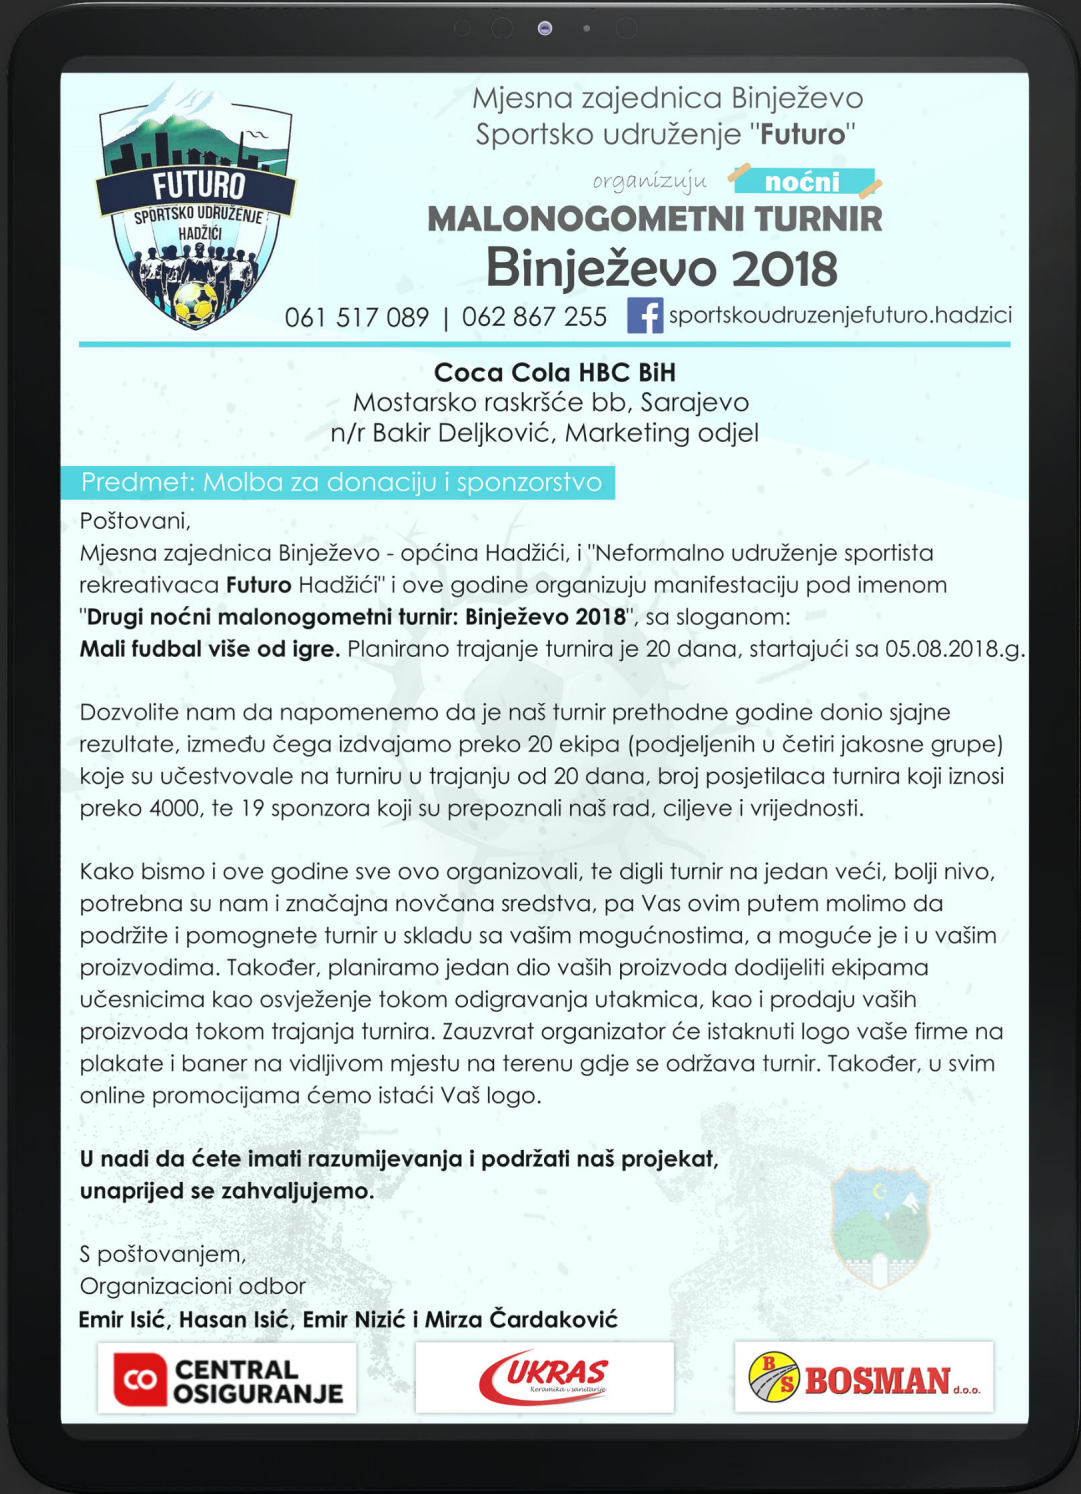 FUTURO
SPORTSKO UDRUŽENJE
HADŽIĆI
Mjesna zajednica Binježevo
Sportsko udruženje "Futuro"
organizuju noćni
MALONOGOMETNI TURNIR
Binježevo 2018
061 517 089 | 062 867 255 f sportskoudruzenjefuturo.hadzici
Coca Cola HBC BiH
Mostarsko raskršće bb, Sarajevo
n/r Bakir Deljković, Marketing odjel
Predmet: Molba za donaciju i sponzorstvo
Poštovani,
Mjesna zajednica Binježevo - općina Hadžići, i "Neformalno udruženje sportista
rekreativaca Futuro Hadžići" i ove godine organizuju manifestaciju pod imenom
"Drugi noćni malonogometni turnir: Binježevo 2018", sa sloganom:
Mali fudbal više od igre. Planirano trajanje turnira je 20 dana, startajući sa 05.08.2018.g.
Dozvolite nam da napomenemo da je naš turnir prethodne godine donio sjajne
rezultate, između čega izdvajamo preko 20 ekipa (podjeljenih u četiri jakosne grupe)
koje su učestvovale na turniru u trajanju od 20 dana, broj posjetilaca turnira koji iznosi
preko 4000, te 19 sponzora koji su prepoznali naš rad, ciljeve i vrijednosti.
Kako bismo i ove godine sve ovo organizovali, te digli turnir na jedan veći, bolji nivo,
potrebna su nam i značajna novčana sredstva, pa Vas ovim putem molimo da
podržite i pomognete turnir u skladu sa vašim mogućnostima, a moguće je i u vašim
proizvodima. Također, planiramo jedan dio vaših proizvoda dodijeliti ekipama
učesnicima kao osvježenje tokom odigravanja utakmica, kao i prodaju vaših
proizvoda tokom trajanja turnira. Zauzvrat organizator će istaknuti logo vaše firme na
plakate i baner na vidljivom mjestu na terenu gdje se održava turnir. Također, u svim
online promocijama ćemo istaći Vaš logo.
U nadi da ćete imati razumijevanja i podržati naš projekat,
unaprijed se zahvaljujemo.
S poštovanjem,
Organizacioni odbor
Emir Isić, Hasan Isić, Emir Nizić i Mirza Čardaković
CO CENTRAL
OSIGURANJE
UKRAS
Keramika i sanitarije
BS BOSMAN d.o.o.